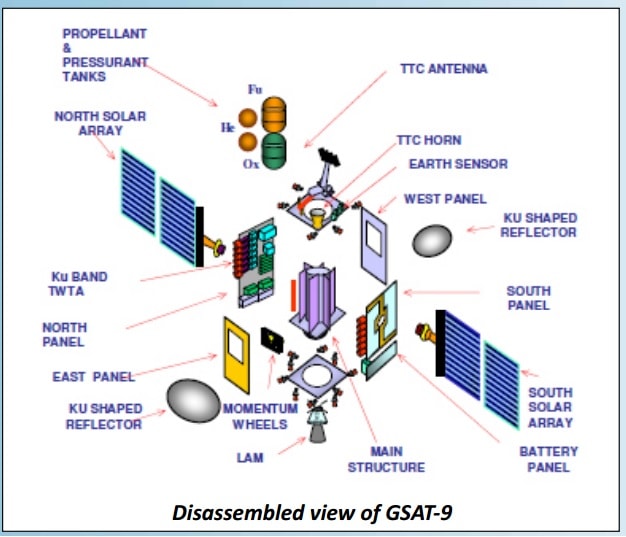 PROPELLANT
&
PRESSURANT
TANKS
TTC ANTENNA
Fu
He
Ox
NORTH SOLAR
ARRAY
TTC HORN
EARTH SENSOR
WEST PANEL
KU SHAPED
REFLECTOR
Ku BAND
TWTA
SOUTH
PANEL
NORTH
PANEL
EAST PANEL
KU SHAPED
REFLECTOR
MOMENTUM
WHEELS
LAM
MAIN
STRUCTURE
SOUTH
SOLAR
ARRAY
BATTERY
PANEL
Disassembled view of GSAT-9